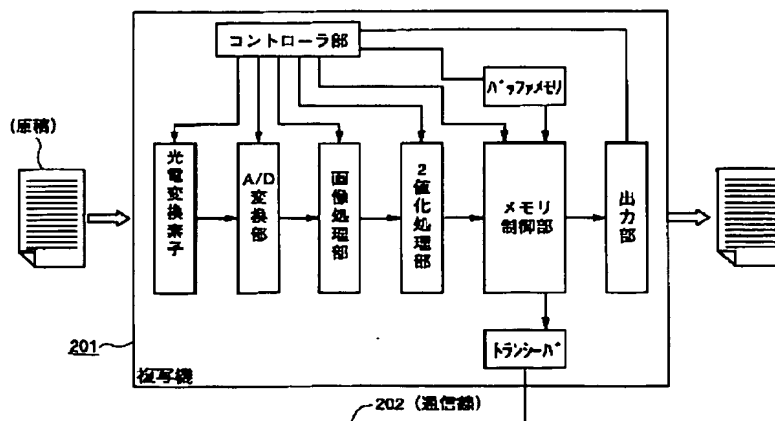 コントローラ部
バッファメモリ
(原稿)
光電変換素子
A/D変換部
画像処理部
2値化処理部
メモリ
制御部
出力部
トランシーバ
201
複写機
202 (通信線)